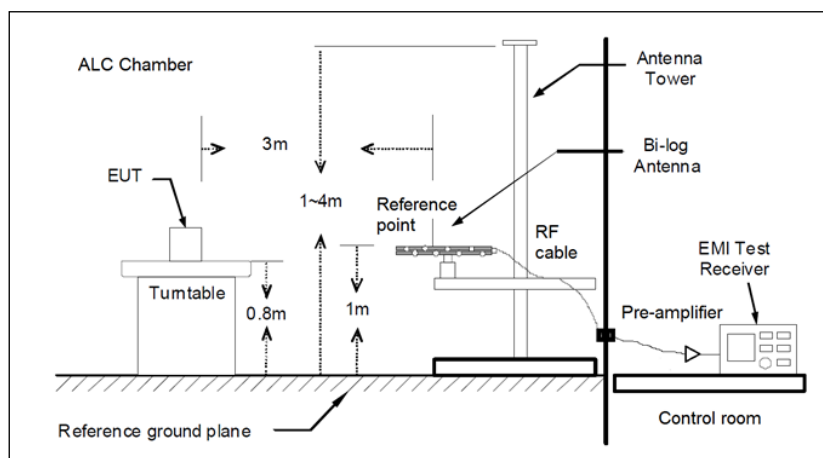 ALC Chamber
Antenna
Tower
3m
Bi-log
Antenna
EUT
1~4m
Reference
point
RF
cable
EMI Test
Receiver
Turntable
0.8m
1m
Pre-amplifier
Reference ground plane
Control room